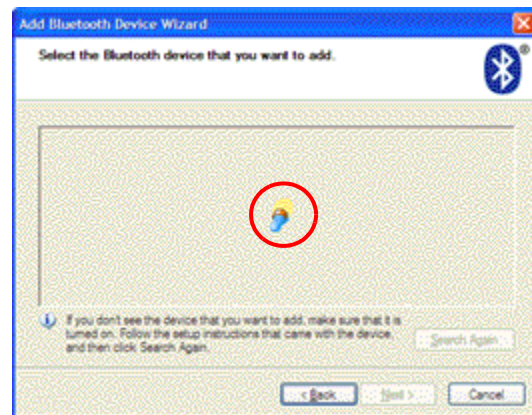 Add Bluetooth Device Wizard
Select the Bluetooth device that you want to add.
®
If you don't see the device that you want to add, make sure that it is
turned on. Follow the setup instructions that came with the device,
and then click Search Again.
Search Again
< Back
Next >
Cancel